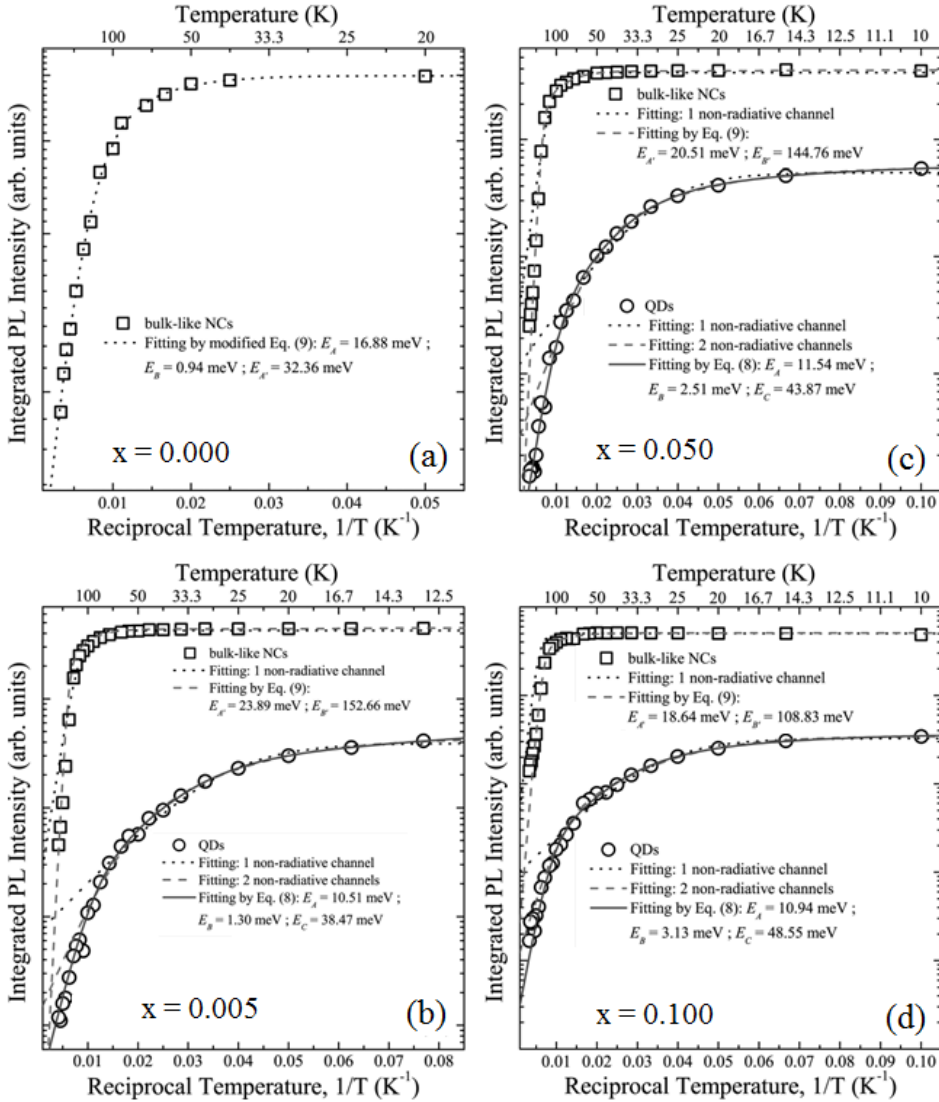 Temperature (K)
100 50 33.3 25 20
Integrated PL Intensity (arb. units)
bulk-like NCs
Fitting by modified Eq. (9): E_A = 16.88 meV ;
E_B = 0.94 meV ; E_A' = 32.36 meV
x = 0.000 (a)
0.01 0.02 0.03 0.04 0.05
Reciprocal Temperature, 1/T (K⁻¹)
Temperature (K)
100 50 33.3 25 20 16.7 14.3 12.5 11.1 10
Integrated PL Intensity (arb. units)
bulk-like NCs
Fitting: 1 non-radiative channel
Fitting by Eq. (9):
E_A' = 20.51 meV ; E_B' = 144.76 meV
QDs
Fitting: 1 non-radiative channel
Fitting: 2 non-radiative channels
Fitting by Eq. (8): E_A = 11.54 meV ;
E_B = 2.51 meV ; E_C = 43.87 meV
x = 0.050 (c)
0.01 0.02 0.03 0.04 0.05 0.06 0.07 0.08 0.09 0.10
Reciprocal Temperature, 1/T (K⁻¹)
Temperature (K)
100 50 33.3 25 20 16.7 14.3 12.5
Integrated PL Intensity (arb. units)
bulk-like NCs
Fitting: 1 non-radiative channel
Fitting by Eq. (9):
E_A' = 23.89 meV ; E_B' = 152.66 meV
QDs
Fitting: 1 non-radiative channel
Fitting: 2 non-radiative channels
Fitting by Eq. (8): E_A = 10.51 meV ;
E_B = 1.30 meV ; E_C = 38.47 meV
x = 0.005 (b)
0.01 0.02 0.03 0.04 0.05 0.06 0.07 0.08
Reciprocal Temperature, 1/T (K⁻¹)
Temperature (K)
100 50 33.3 25 20 16.7 14.3 12.5 11.1 10
Integrated PL Intensity (arb. units)
bulk-like NCs
Fitting: 1 non-radiative channel
Fitting by Eq. (9):
E_A' = 18.64 meV ; E_B' = 108.83 meV
QDs
Fitting: 1 non-radiative channel
Fitting: 2 non-radiative channels
Fitting by Eq. (8): E_A = 10.94 meV ;
E_B = 3.13 meV ; E_C = 48.55 meV
x = 0.100 (d)
0.01 0.02 0.03 0.04 0.05 0.06 0.07 0.08 0.09 0.10
Reciprocal Temperature, 1/T (K⁻¹)